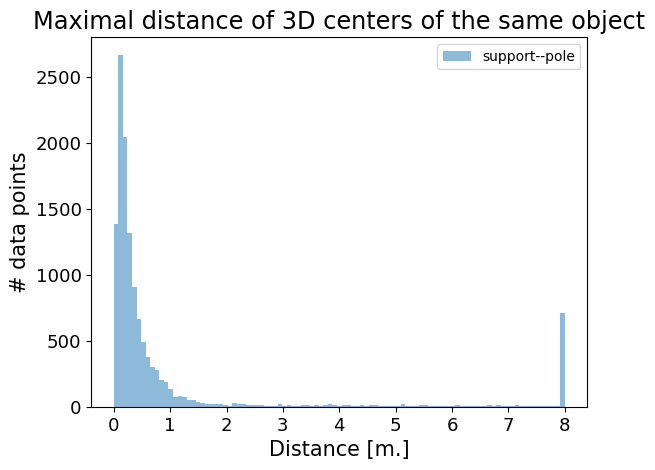 Maximal distance of 3D centers of the same object
support--pole
# data points
2500
2000
1500
1000
500
0
0 1 2 3 4 5 6 7 8
Distance [m.]